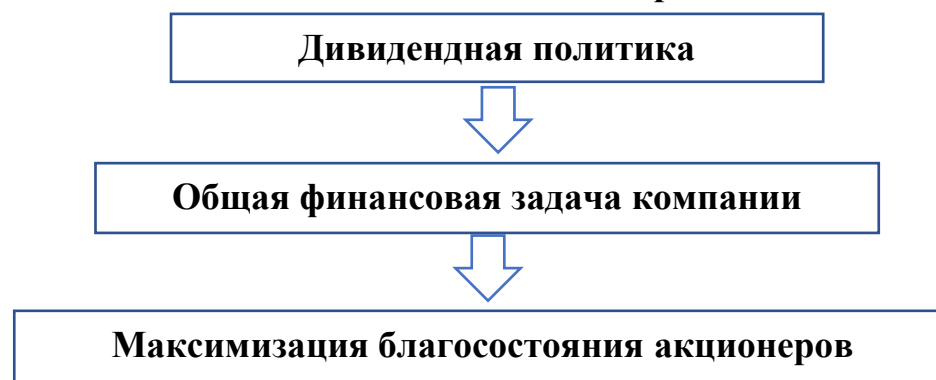 Дивидендная политика
Общая финансовая задача компании
Максимизация благосостояния акционеров